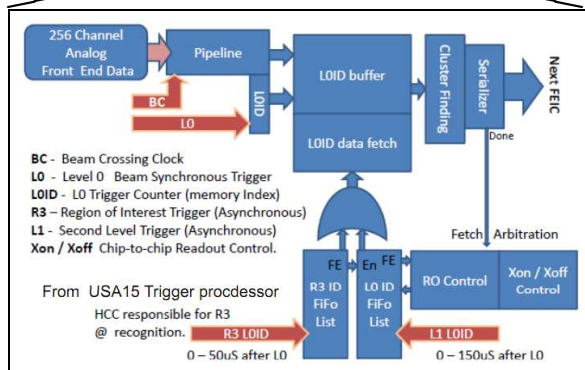 256 Channel
Analog
Front End Data
Pipeline
L0ID
BC
L0
L0ID buffer
L0ID data fetch
Cluster Finding
Serializer
Next FEIC
Done
BC - Beam Crossing Clock
L0 - Level 0 Beam Synchronous Trigger
L0ID - L0 Trigger Counter (memory Index)
R3 – Region of Interest Trigger (Asynchronous)
L1 – Second Level Trigger (Asynchronous)
Xon / Xoff Chip-to-chip Readout Control.
Fetch Arbitration
From USA15 Trigger procdessor
HCC responsible for R3
@ recognition.
FE
En
FE
R3 ID
FiFo
List
L0 ID
FiFo
List
RO Control
Xon / Xoff
Control
R3 L0ID
L1 L0ID
0 – 50uS after L0
0 – 150uS after L0